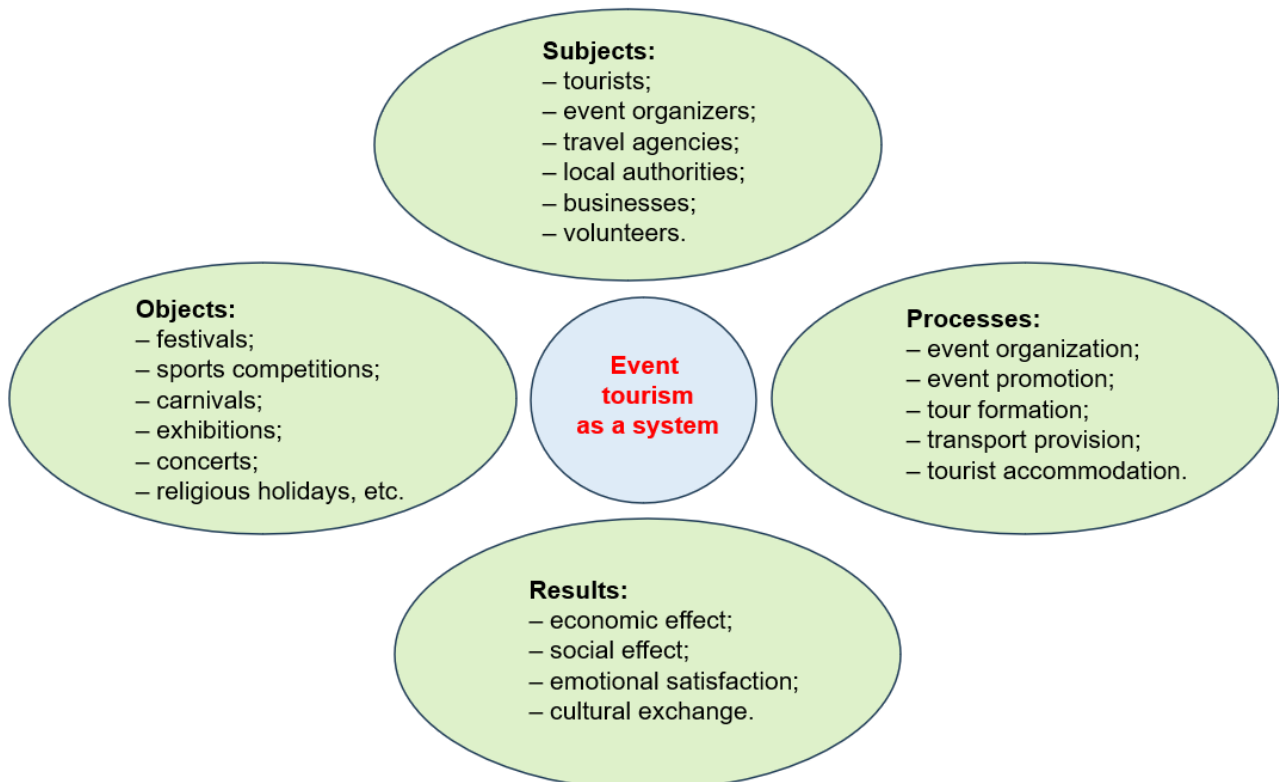 Subjects:
– tourists;
– event organizers;
– travel agencies;
– local authorities;
– businesses;
– volunteers.
Objects:
– festivals;
– sports competitions;
– carnivals;
– exhibitions;
– concerts;
– religious holidays, etc.
Event
tourism
as a system
Processes:
– event organization;
– event promotion;
– tour formation;
– transport provision;
– tourist accommodation.
Results:
– economic effect;
– social effect;
– emotional satisfaction;
– cultural exchange.